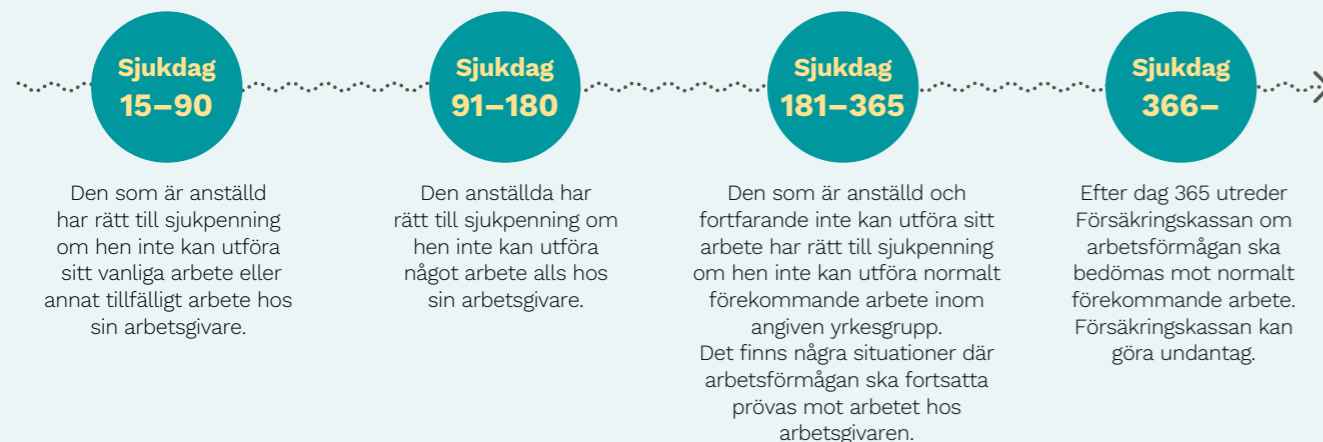 Sjukdag
15–90
Den som är anställd
har rätt till sjukpenning
om hen inte kan utföra
sitt vanliga arbete eller
annat tillfälligt arbete hos
sin arbetsgivare.
Sjukdag
91–180
Den anställda har
rätt till sjukpenning om
hen inte kan utföra
något arbete alls hos
sin arbetsgivare.
Sjukdag
181–365
Den som är anställd och
fortfarande inte kan utföra sitt
arbete har rätt till sjukpenning
om hen inte kan utföra normalt
förekommande arbete inom
angiven yrkesgrupp.
Det finns några situationer där
arbetsförmågan ska fortsatta
prövas mot arbetet hos
arbetsgivaren.
Sjukdag
366–
Efter dag 365 utreder
Försäkringskassan om
arbetsförmågan ska
bedömas mot normalt
förekommande arbete.
Försäkringskassan kan
göra undantag.